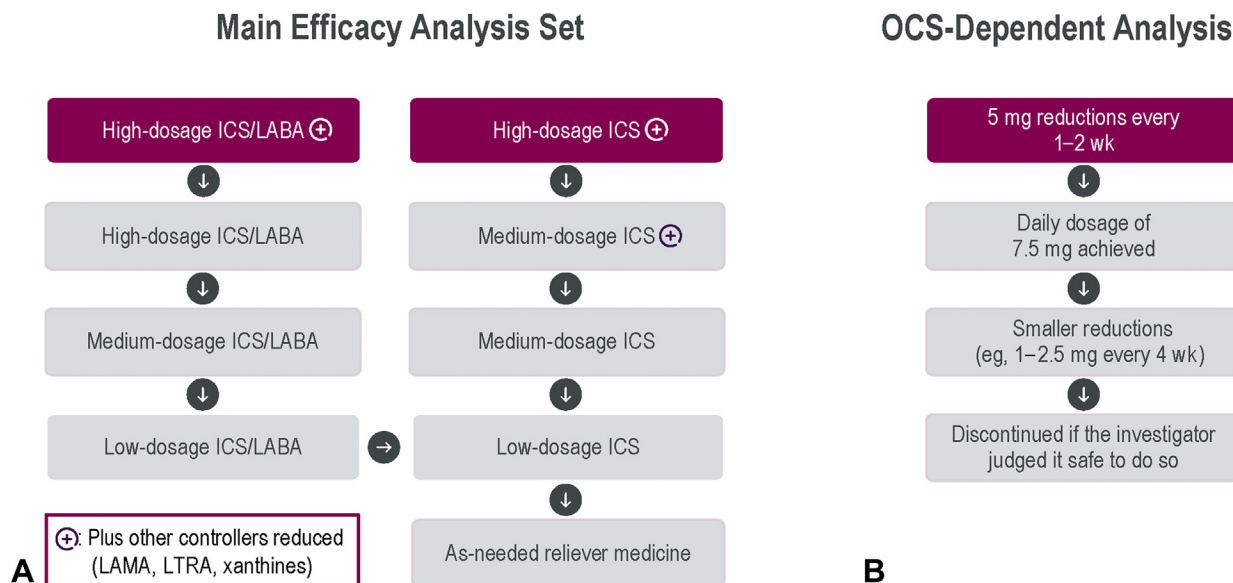 Main Efficacy Analysis Set
High-dosage ICS/LABA ⊕
High-dosage ICS/LABA
Medium-dosage ICS/LABA
Low-dosage ICS/LABA
⊕: Plus other controllers reduced
(LAMA, LTRA, xanthines)
A
High-dosage ICS ⊕
Medium-dosage ICS ⊕
Medium-dosage ICS
Low-dosage ICS
As-needed reliever medicine
OCS-Dependent Analysis
5 mg reductions every
1–2 wk
Daily dosage of
7.5 mg achieved
Smaller reductions
(eg, 1–2.5 mg every 4 wk)
Discontinued if the investigator
judged it safe to do so
B